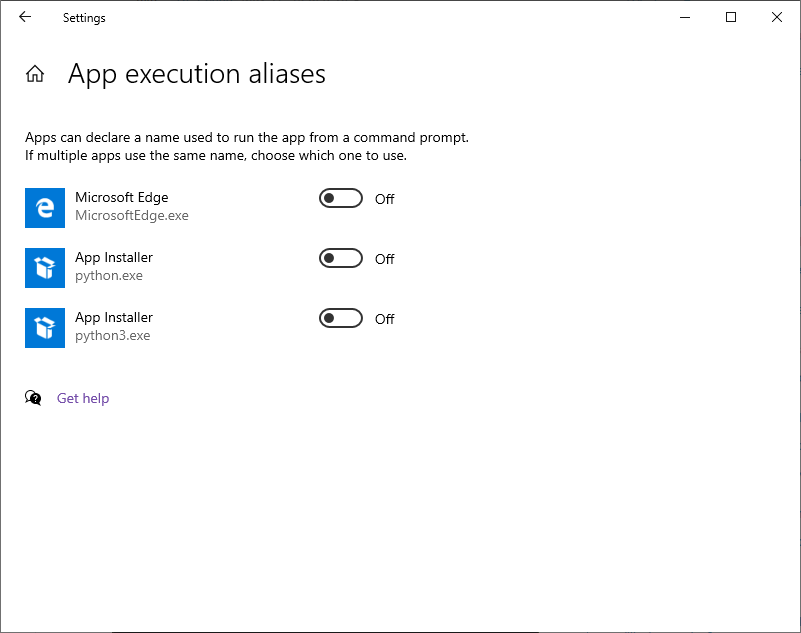 Settings
App execution aliases
Apps can declare a name used to run the app from a command prompt.
If multiple apps use the same name, choose which one to use.
Microsoft Edge
MicrosoftEdge.exe
Off
App Installer
python.exe
Off
App Installer
python3.exe
Off
Get help